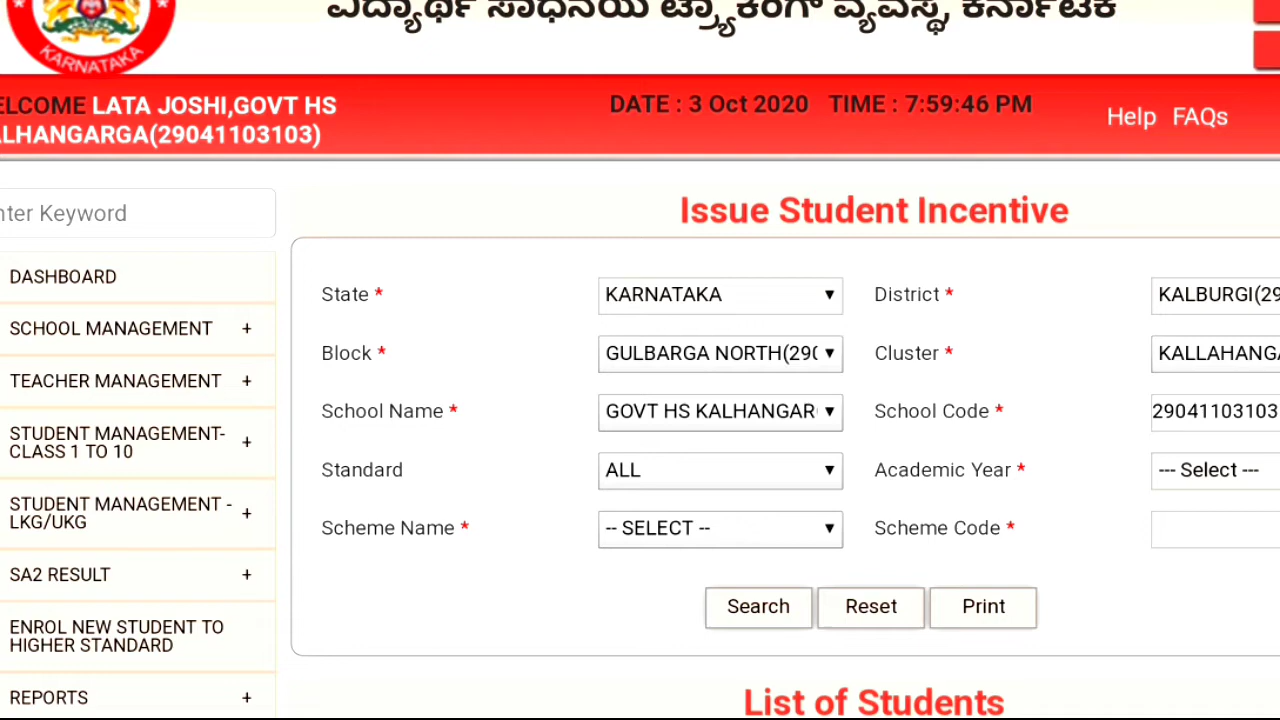 ವಿದ್ಯಾರ್ಥಿ ಸಾಧನೆಯ ಟ್ರ್ಯಾಕಿಂಗ್ ವ್ಯವಸ್ಥೆ, ಕರ್ನಾಟಕ
KARNATAKA
LATA JOSHI,GOVT HS
DATE : 3 Oct 2020 TIME : 7:59:46 PM
Help FAQs
ALHANGARGA(29041103103)
nter Keyword
Issue Student Incentive
DASHBOARD
SCHOOL MANAGEMENT +
TEACHER MANAGEMENT +
STUDENT MANAGEMENT-
CLASS 1 TO 10 +
STUDENT MANAGEMENT -
LKG/UKG +
SA2 RESULT +
ENROL NEW STUDENT TO
HIGHER STANDARD
REPORTS +
State * KARNATAKA ▼ District * KALBURGI(29
Block * GULBARGA NORTH(290 ▼ Cluster * KALLAHANGA
School Name * GOVT HS KALHANGAR ▼ School Code * 29041103103
Standard ALL ▼ Academic Year * --- Select ---
Scheme Name * -- SELECT -- ▼ Scheme Code *
Search Reset Print
List of Students